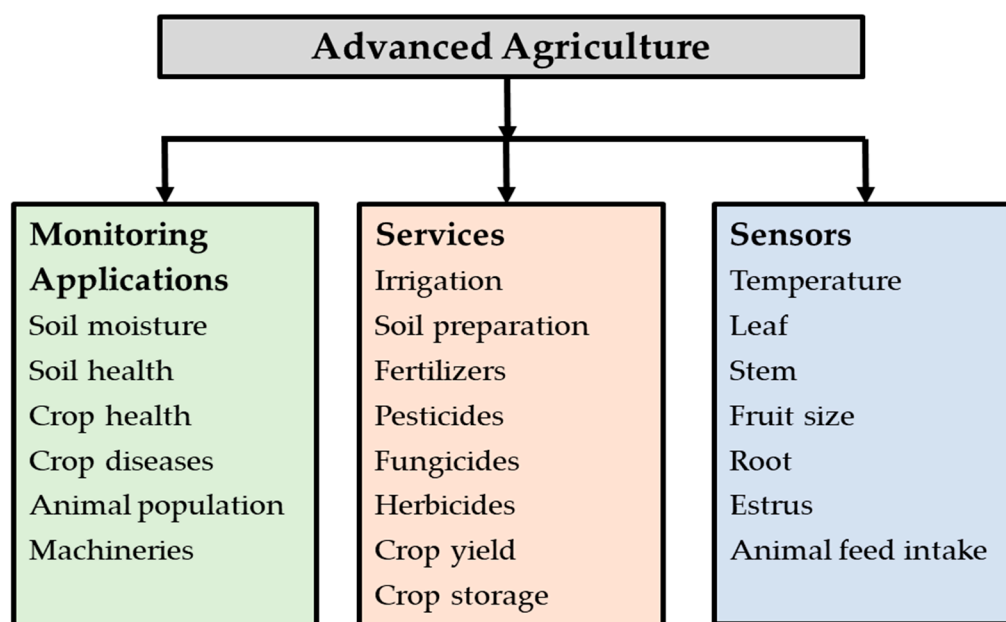 Advanced Agriculture
Monitoring
Applications
Soil moisture
Soil health
Crop health
Crop diseases
Animal population
Machineries
Services
Irrigation
Soil preparation
Fertilizers
Pesticides
Fungicides
Herbicides
Crop yield
Crop storage
Sensors
Temperature
Leaf
Stem
Fruit size
Root
Estrus
Animal feed intake